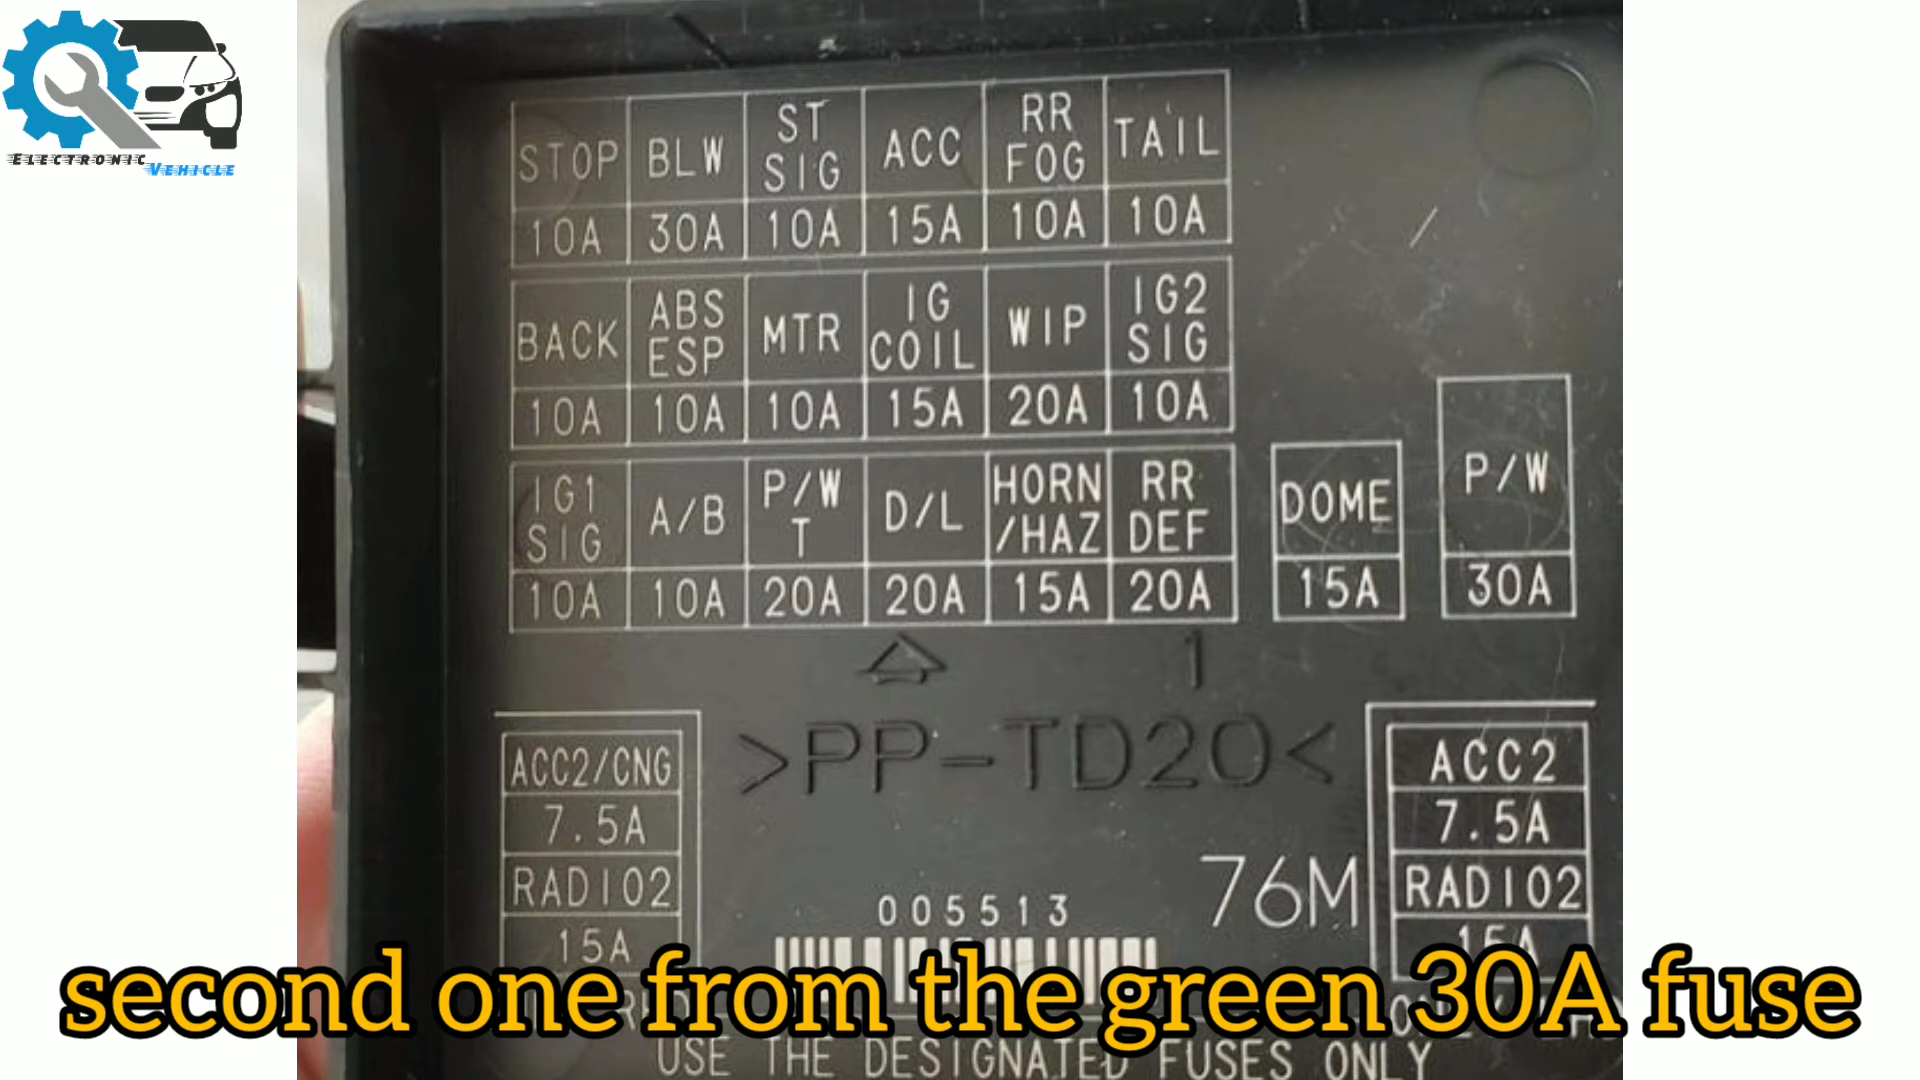 ELECTRONIC
VEHICLE
STOP BLW ST SIG ACC RR FOG TAIL
10A 30A 10A 15A 10A 10A
BACK ABS ESP MTR IG COIL WIP IG2 SIG
10A 10A 10A 15A 20A 10A
IG1 SIG A/B P/W T D/L HORN /HAZ RR DEF DOME P/W
10A 10A 20A 20A 15A 20A 15A 30A
1
>PP-TD20<
ACC2/CNG
7.5A
RADIO2
15A
76M
005513
ACC2
7.5A
RADIO2
15A
second one from the green 30A fuse
USE THE DESIGNATED FUSES ONLY